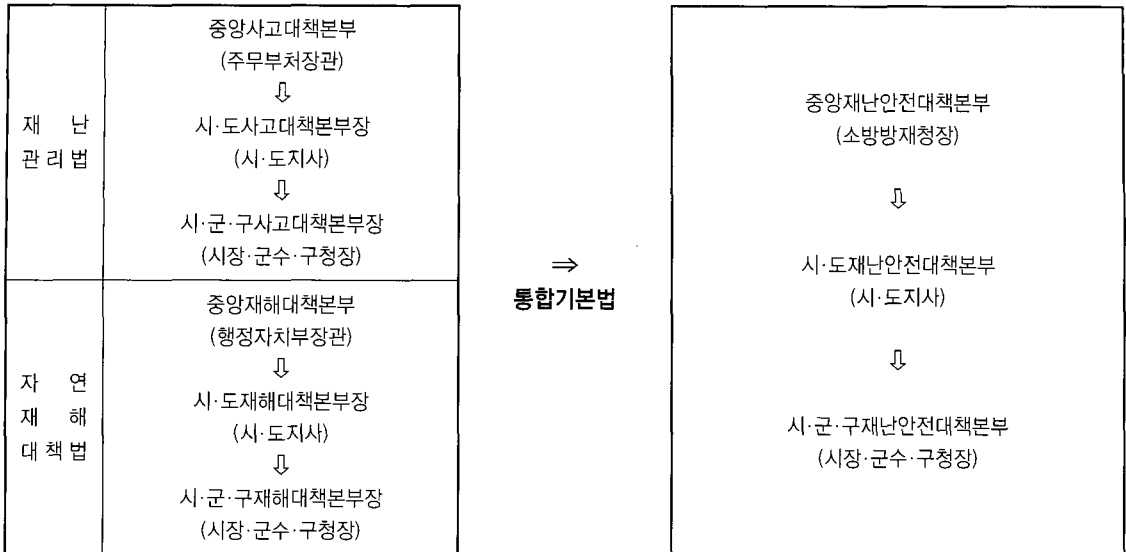 재 난
관 리 법
중앙사고대책본부
(주무부처장관)
⇩
시·도사고대책본부장
(시·도지사)
⇩
시·군·구사고대책본부장
(시장·군수·구청장)
자 연
재 해
대 책 법
중앙재해대책본부
(행정자치부장관)
⇩
시·도재해대책본부장
(시·도지사)
⇩
시·군·구재해대책본부장
(시장·군수·구청장)
⇒
통합기본법
중앙재난안전대책본부
(소방방재청장)
⇩
시·도재난안전대책본부
(시·도지사)
⇩
시·군·구재난안전대책본부
(시장·군수·구청장)